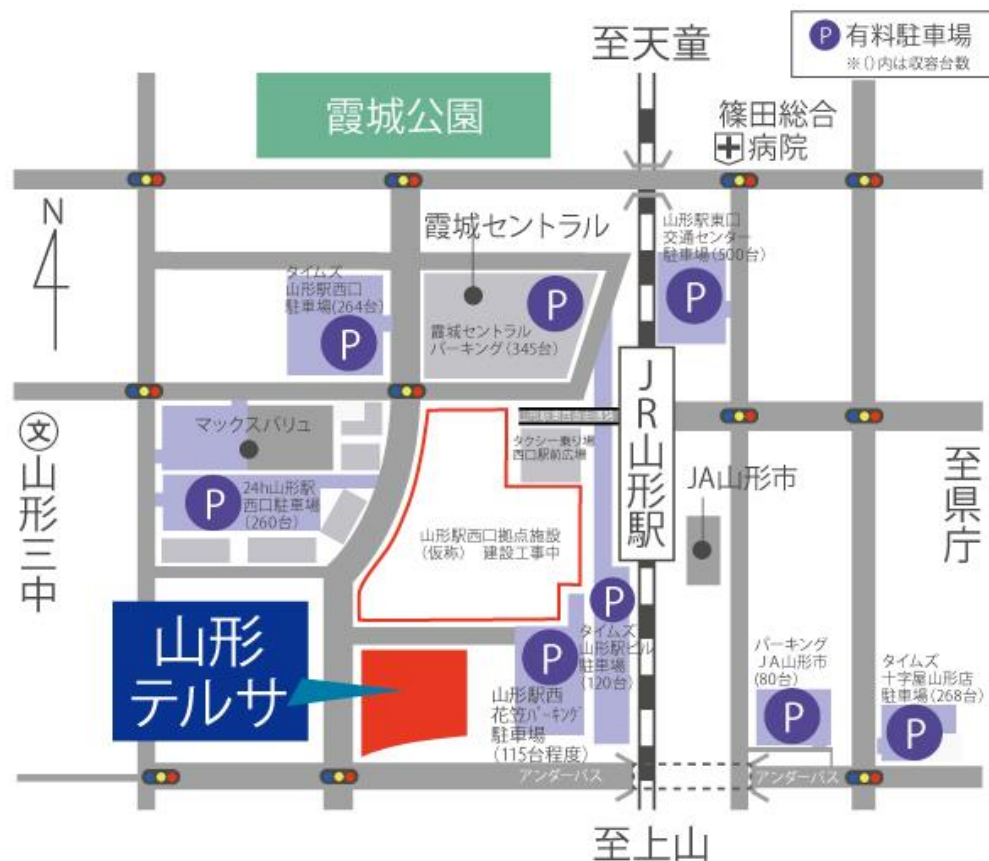 至天童
P 有料駐車場
※()内は収容台数
霞城公園
篠田総合
病院
N
霞城セントラル
山形駅東口
交通センター
駐車場(500台)
P
タイムズ
山形駅西口
駐車場(264台)
P
P
霞城セントラル
パーキング(345台)
JR山形駅
山形駅東西自由通路
タクシー乗り場
西口駅前広場
マックスバリュ
文
山形三中
24h山形駅
西口駐車場
(260台)
P
JA山形市
至県庁
山形駅西口拠点施設
(仮称) 建設工事中
山形
テルサ
P
タイムズ
山形駅ビル
駐車場
(120台)
P
山形駅西
花笠パーキング
駐車場
(115台程度)
パーキング
JA山形市
(80台)
P
タイムズ
十字屋山形店
駐車場(268台)
P
アンダーパス
アンダーパス
至上山